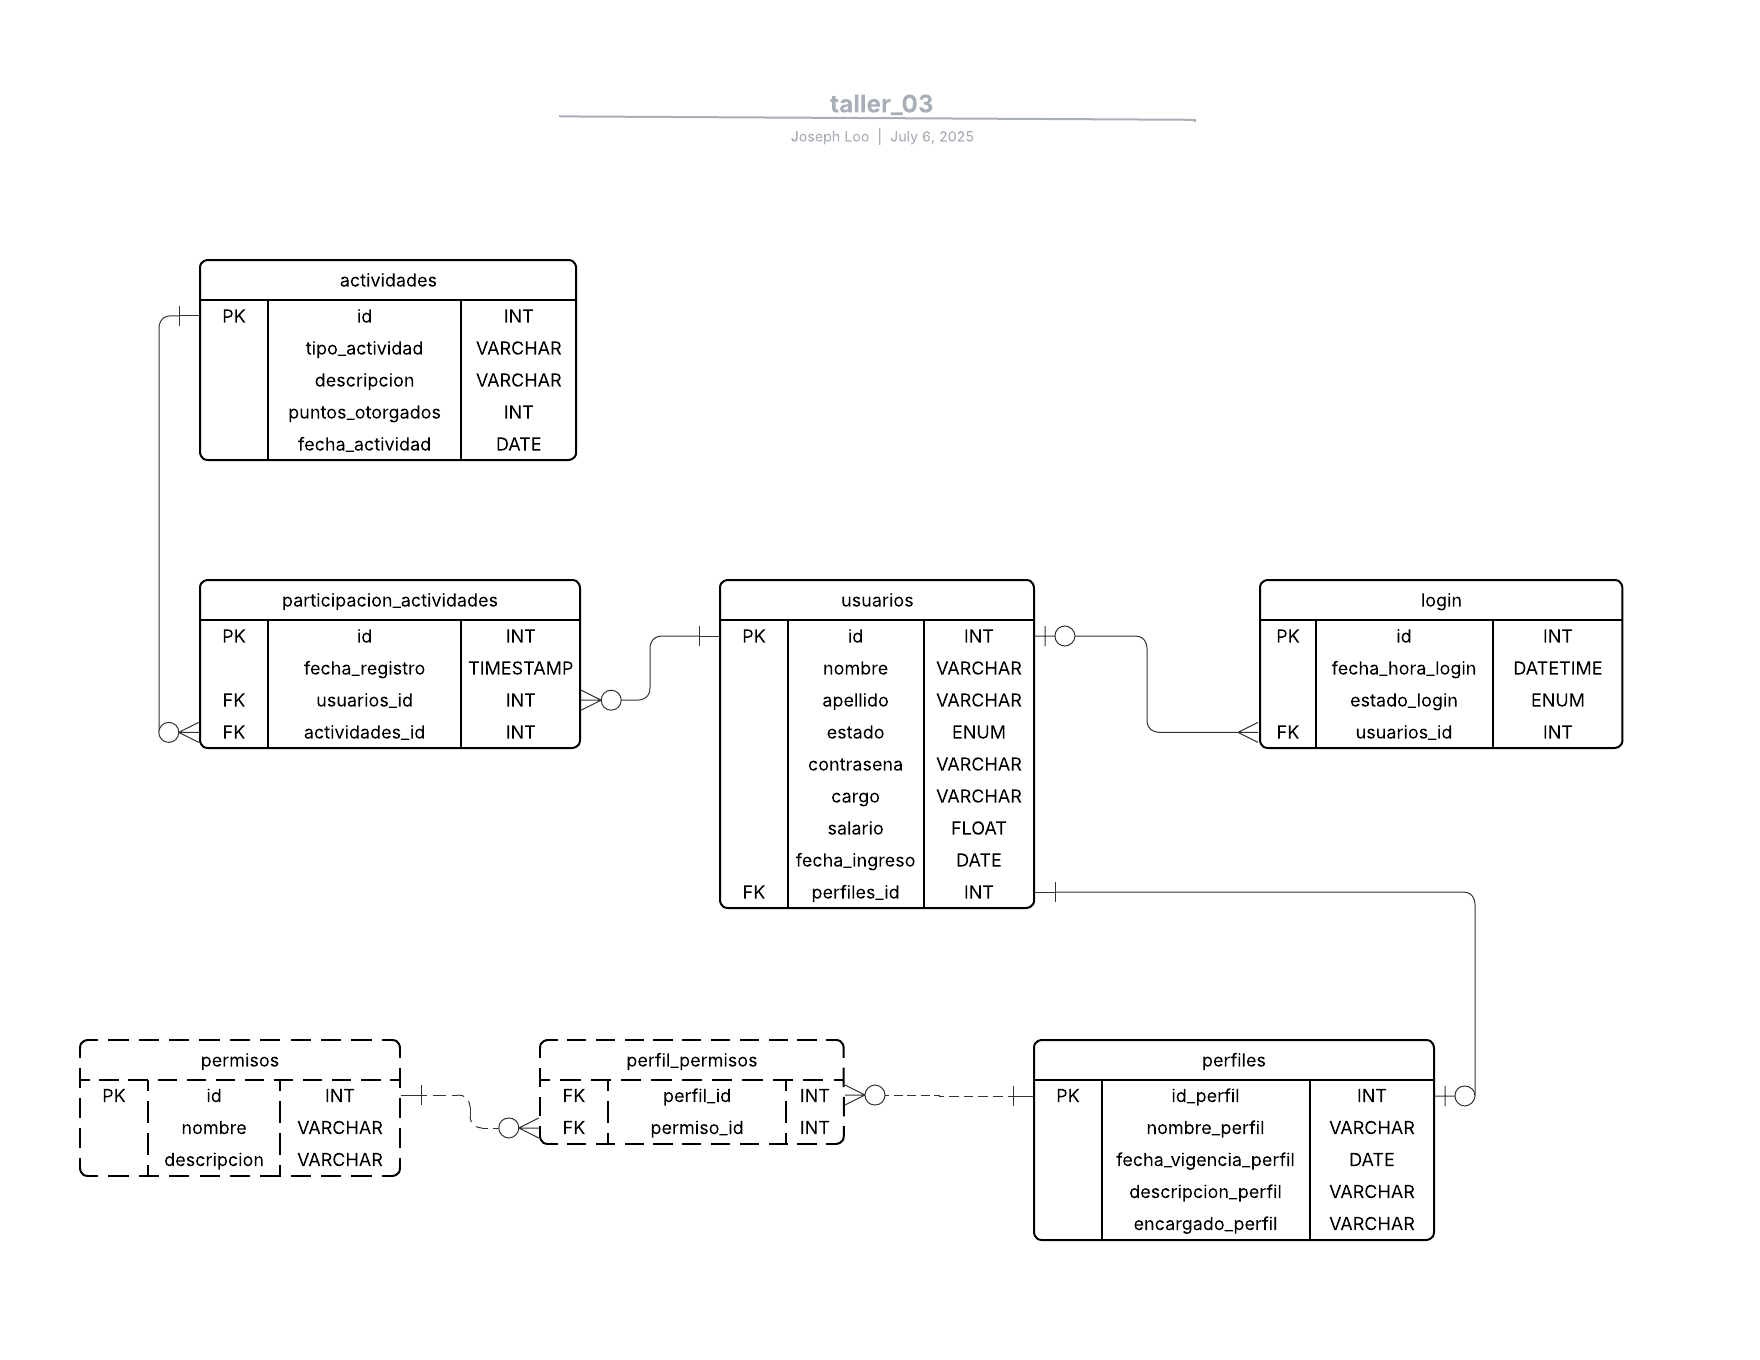 taller_03
Joseph Loo | July 6, 2025
actividades
PK id INT
tipo_actividad VARCHAR
descripcion VARCHAR
puntos_otorgados INT
fecha_actividad DATE
participacion_actividades
PK id INT
fecha_registro TIMESTAMP
FK usuarios_id INT
FK actividades_id INT
usuarios
PK id INT
nombre VARCHAR
apellido VARCHAR
estado ENUM
contrasena VARCHAR
cargo VARCHAR
salario FLOAT
fecha_ingreso DATE
FK perfiles_id INT
login
PK id INT
fecha_hora_login DATETIME
estado_login ENUM
FK usuarios_id INT
permisos
PK id INT
nombre VARCHAR
descripcion VARCHAR
perfil_permisos
FK perfil_id INT
FK permiso_id INT
perfiles
PK id_perfil INT
nombre_perfil VARCHAR
fecha_vigencia_perfil DATE
descripcion_perfil VARCHAR
encargado_perfil VARCHAR